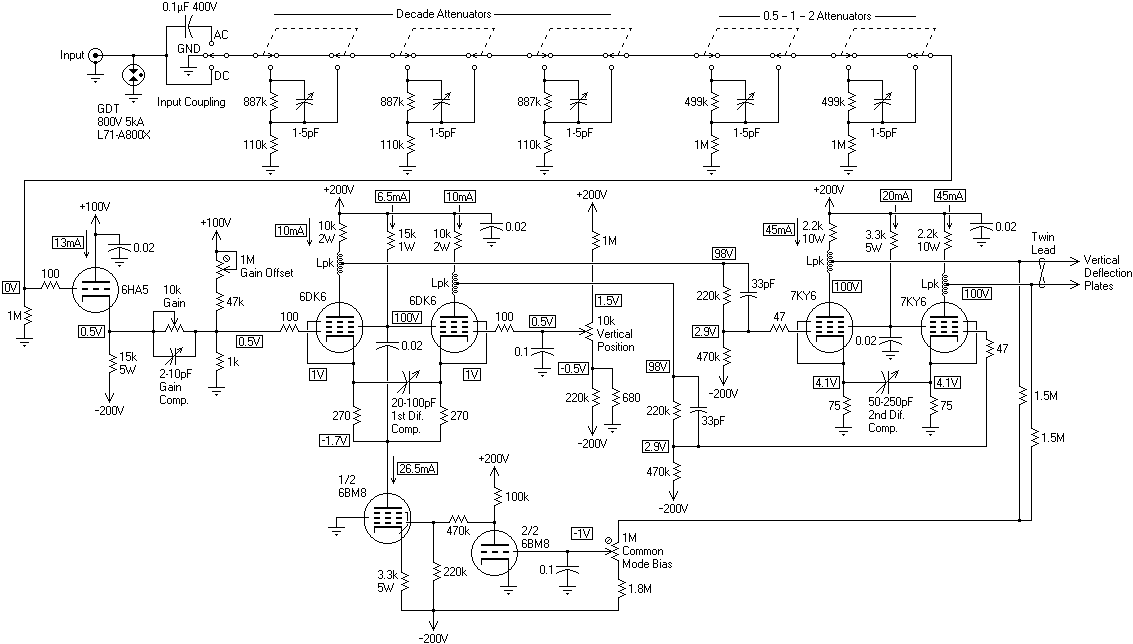 0.1µF 400V
Decade Attenuators
0.5 – 1 – 2 Attenuators
AC
Input
GND
DC
Input Coupling
GDT
800V 5kA
L71-A800X
887k
1-5pF
110k
887k
1-5pF
110k
887k
1-5pF
110k
499k
1-5pF
1M
499k
1-5pF
1M
+100V
13mA
0.02
0V
100
6HA5
1M
0.5V
15k
5W
−200V
10k
Gain
2-10pF
Gain
Comp.
+100V
1M
Gain Offset
47k
0.5V
1k
+200V
6.5mA
10mA
10mA
10k
2W
15k
1W
10k
2W
0.02
Lpk
Lpk
6DK6
6DK6
100
100V
100
0.5V
0.02
0.1
1V
1V
20-100pF
1st Dif.
Comp.
270
270
-1.7V
26.5mA
+200V
1M
1.5V
10k
Vertical
Position
-0.5V
220k
680
−200V
98V
220k
33pF
2.9V
470k
−200V
98V
220k
33pF
2.9V
470k
−200V
+200V
20mA
45mA
45mA
2.2k
10W
3.3k
5W
2.2k
10W
0.02
Lpk
Lpk
100V
100V
7KY6
7KY6
47
47
0.02
4.1V
4.1V
50-250pF
2nd Dif.
Comp.
75
75
Twin
Lead
Vertical
Deflection
Plates
1.5M
1.5M
1/2
6BM8
+200V
100k
470k
2/2
6BM8
-1V
1M
Common
Mode Bias
0.1
3.3k
5W
220k
1.8M
−200V